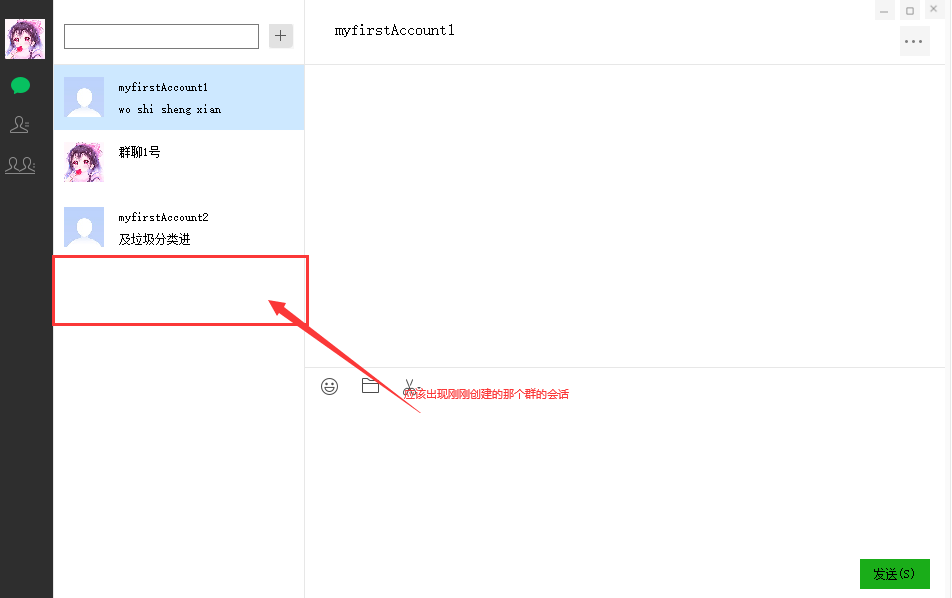 myfirstAccount1
myfirstAccount1
wo shi sheng xian
群聊1号
myfirstAccount2
及垃圾分类进
应该出现刚刚创建的那个群的会话
发送(S)